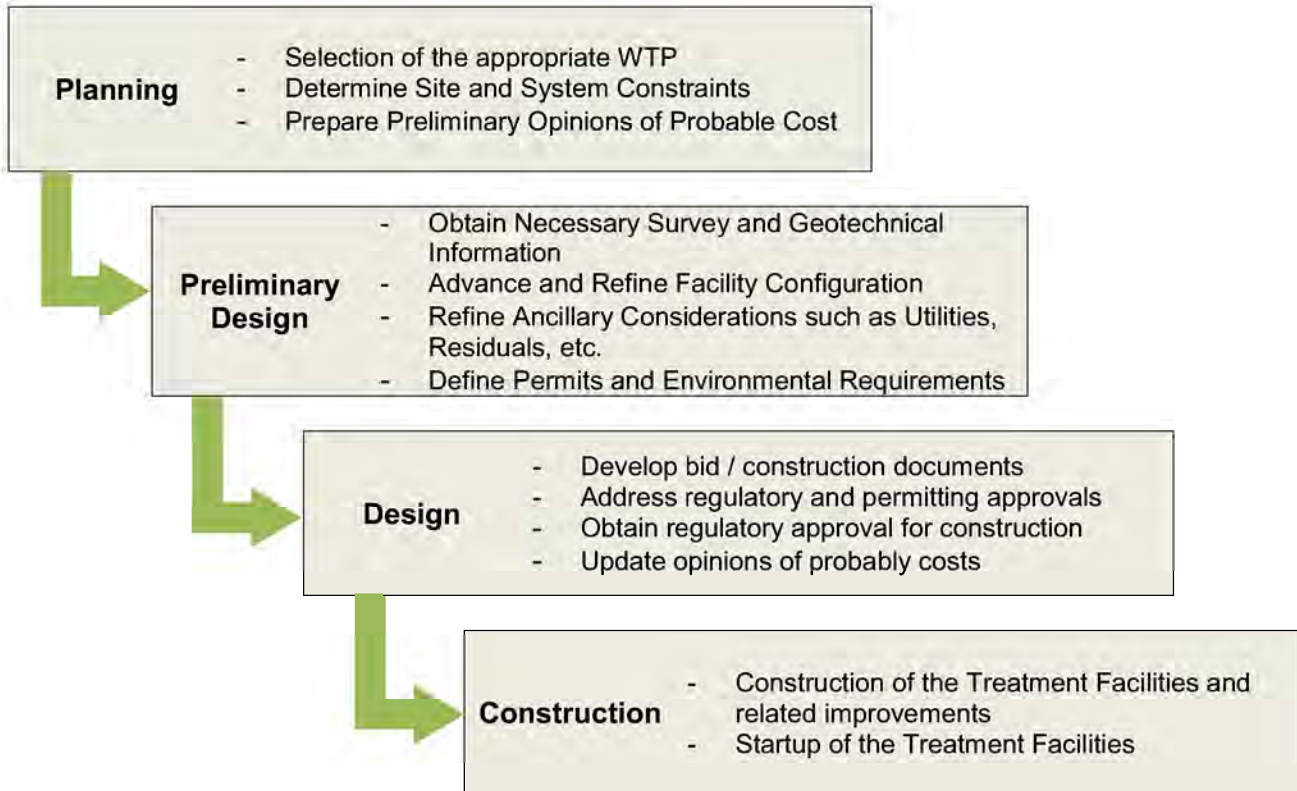 Planning
- Selection of the appropriate WTP
- Determine Site and System Constraints
- Prepare Preliminary Opinions of Probable Cost
Preliminary
Design
- Obtain Necessary Survey and Geotechnical
Information
- Advance and Refine Facility Configuration
- Refine Ancillary Considerations such as Utilities,
Residuals, etc.
- Define Permits and Environmental Requirements
Design
- Develop bid / construction documents
- Address regulatory and permitting approvals
- Obtain regulatory approval for construction
- Update opinions of probably costs
Construction
- Construction of the Treatment Facilities and
related improvements
- Startup of the Treatment Facilities